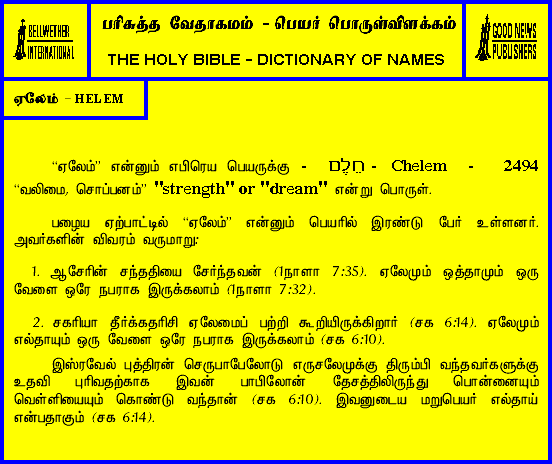 BELLWETHER
INTERNATIONAL
பரிசுத்த வேதாகமம் - பெயர் பொருள்விளக்கம்
THE HOLY BIBLE - DICTIONARY OF NAMES
GOOD NEWS
PUBLISHERS
ஏலேம் - HELEM
“ஏலேம்” என்னும் எபிரெய பெயருக்கு - חֵלֶם - Chelem - 2494
“வலிமை, சொப்பனம்” "strength" or "dream" என்று பொருள்.
பழைய ஏற்பாட்டில் “ஏலேம்” என்னும் பெயரில் இரண்டு பேர் உள்ளனர்.
அவர்களின் விவரம் வருமாறு:
1. ஆசேரின் சந்ததியை சேர்ந்தவன் (1நாளா 7:35). ஏலேமும் ஒத்தாமும் ஒரு
வேளை ஒரே நபராக இருக்கலாம் (1நாளா 7:32).
2. சகரியா தீர்க்கதரிசி ஏலேமைப் பற்றி கூறியிருக்கிறார் (சக 6:14). ஏலேமும்
எல்தாயும் ஒரு வேளை ஒரே நபராக இருக்கலாம் (சக 6:10).
இஸ்ரவேல் புத்திரன் செருபாபேலோடு எருசலேமுக்கு திரும்பி வந்தவர்களுக்கு
உதவி புரிவதற்காக இவன் பாபிலோன் தேசத்திலிருந்து பொன்னையும்
வெள்ளியையும் கொண்டு வந்தான் (சக 6:10). இவனுடைய மறுபெயர் எல்தாய்
என்பதாகும் (சக 6:14).